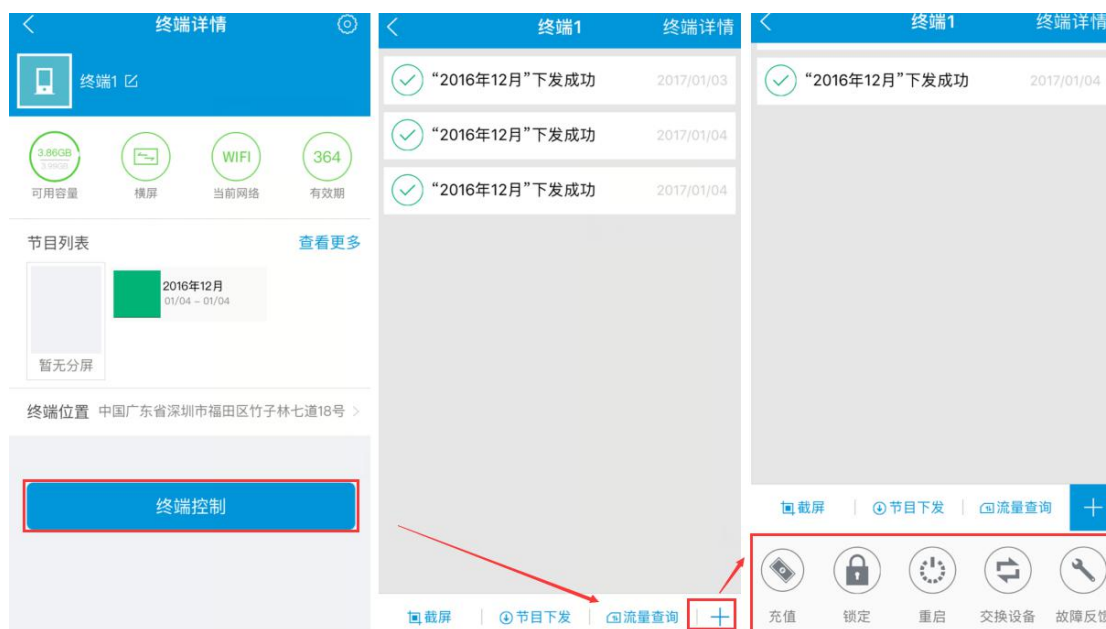 终端详情
终端1
3.86GB
3.99GB
WIFI
364
可用容量
横屏
当前网络
有效期
节目列表
查看更多
2016年12月
01/04 – 01/04
暂无分屏
终端位置 中国广东省深圳市福田区竹子林七道18号
终端控制
终端1
终端详情
“2016年12月”下发成功 2017/01/03
“2016年12月”下发成功 2017/01/04
“2016年12月”下发成功 2017/01/04
截屏
节目下发
流量查询
终端1
终端详情
“2016年12月”下发成功 2017/01/04
截屏
节目下发
流量查询
充值
锁定
重启
交换设备
故障反馈